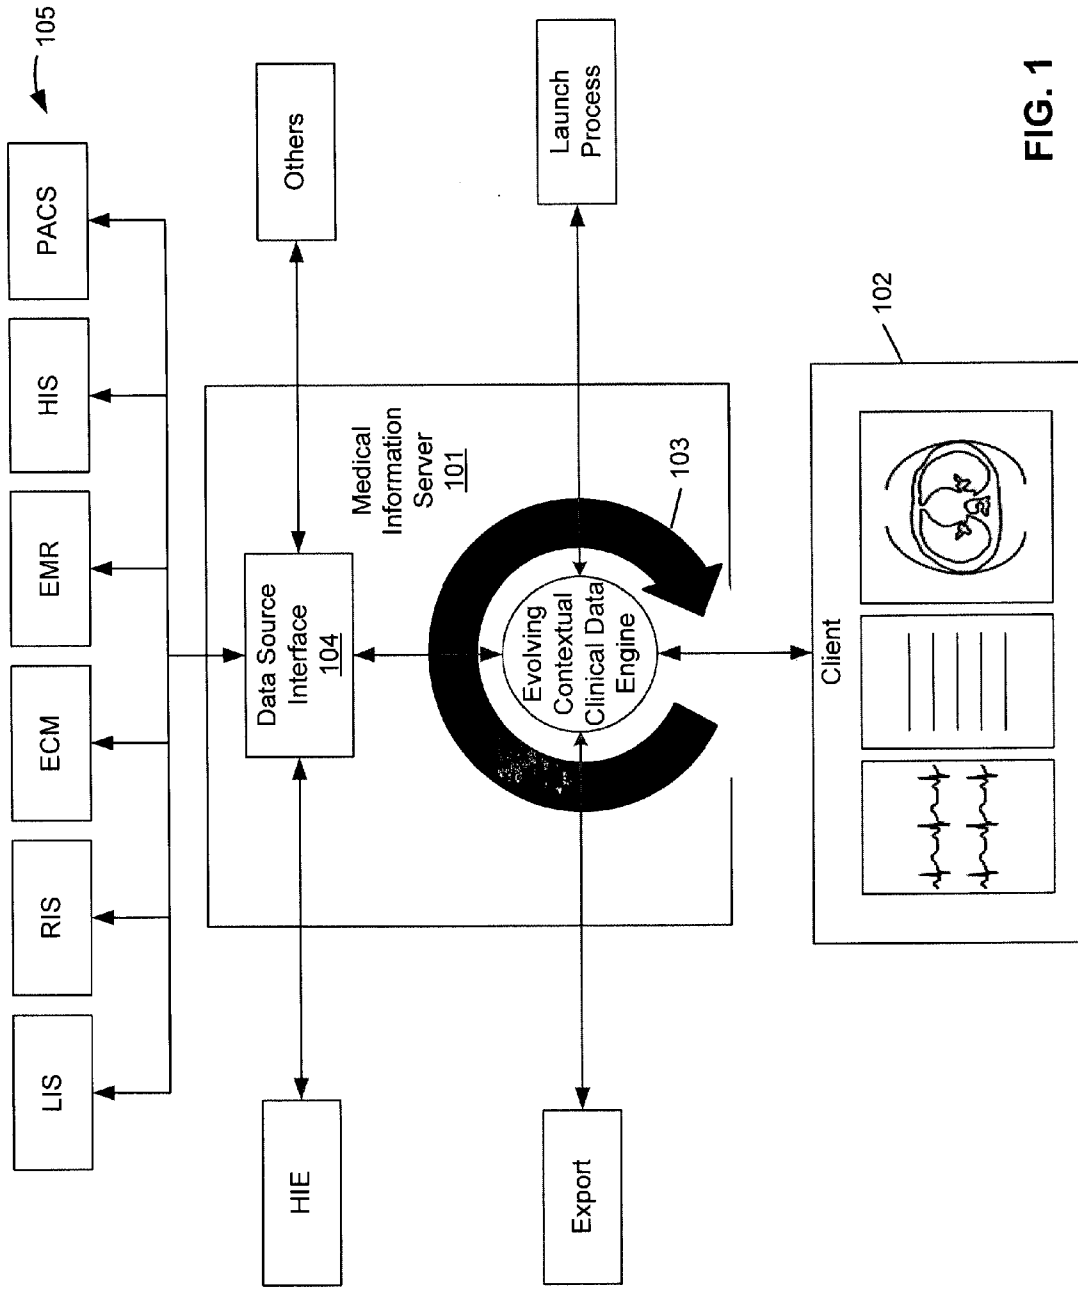 105
LIS
RIS
ECM
EMR
HIS
PACS
HIE
Data Source
Interface
104
Others
Medical
Information
Server
101
Export
Evolving
Contextual
Clinical Data
Engine
103
Launch
Process
Client
102
FIG. 1